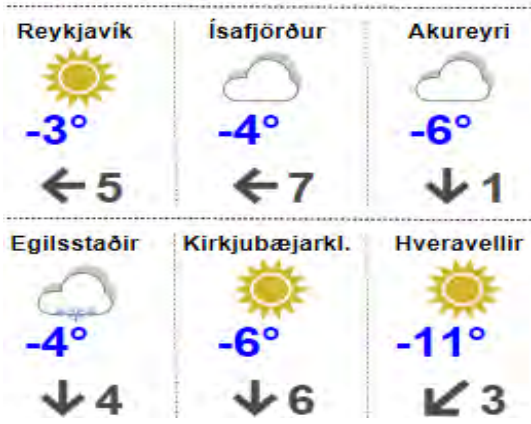 Reykjavík Ísafjörður Akureyri
-3° -4° -6°
5 7 1
Egilsstaðir Kirkjubæjarkl. Hveravellir
-4° -6° -11°
4 6 3